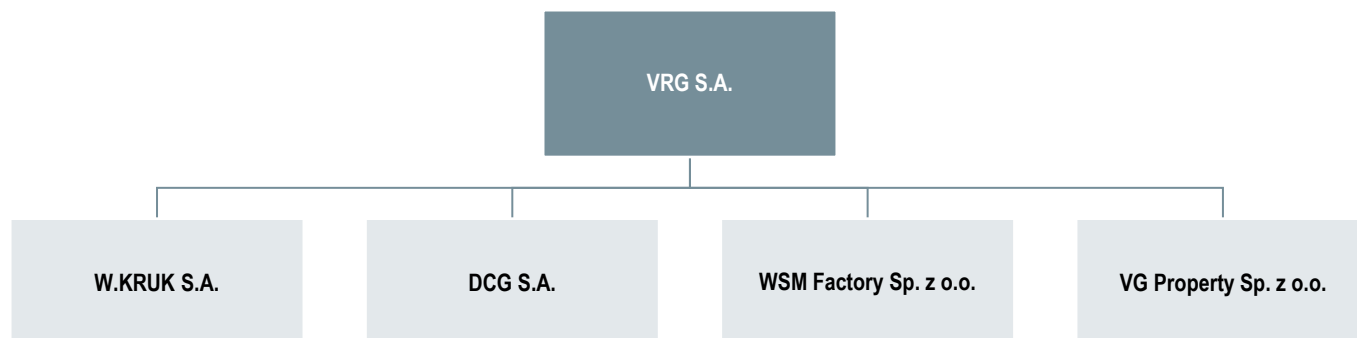 VRG S.A.
W.KRUK S.A.
DCG S.A.
WSM Factory Sp. z o.o.
VG Property Sp. z o.o.